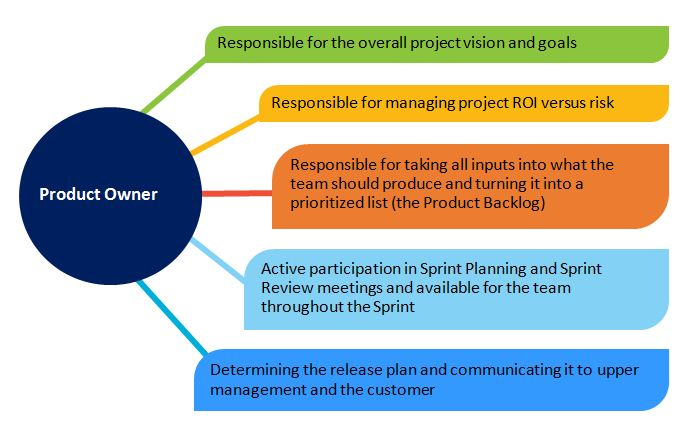 Responsible for the overall project vision and goals
Responsible for managing project ROI versus risk
Responsible for taking all inputs into what the
team should produce and turning it into a
prioritized list (the Product Backlog)
Product Owner
Active participation in Sprint Planning and Sprint
Review meetings and available for the team
throughout the Sprint
Determining the release plan and communicating it to upper
management and the customer